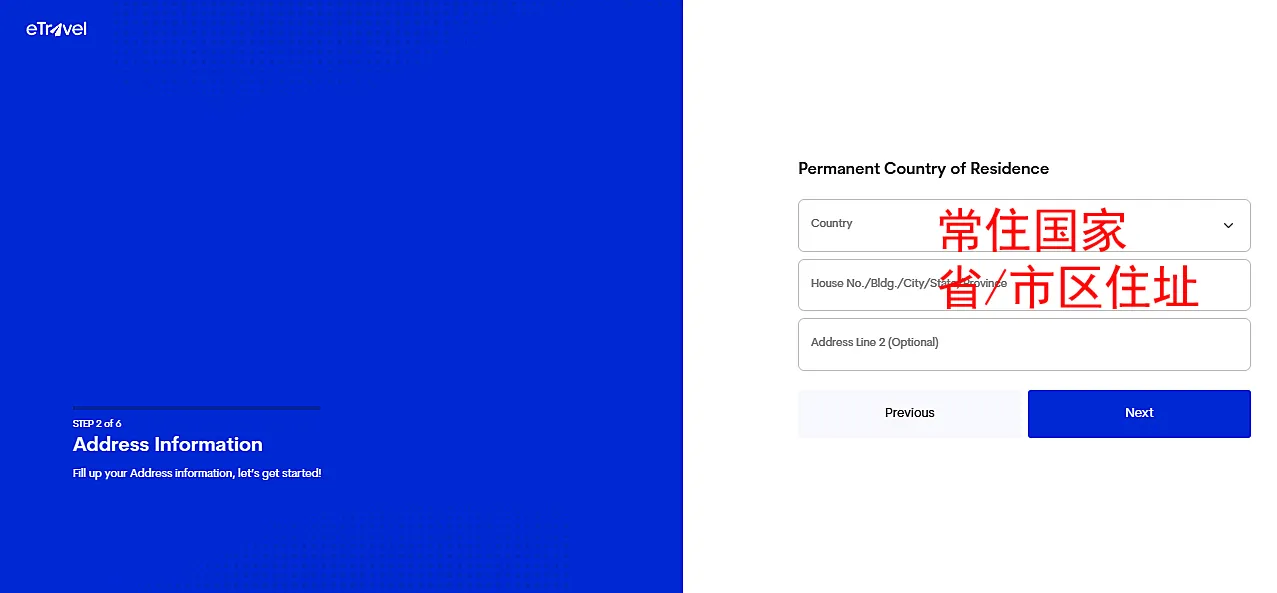 eTravel
STEP 2 of 6
Address Information
Fill up your Address information, let's get started!
Permanent Country of Residence
Country
常住国家
House No./Bldg./City/State/Province
省/市区住址
Address Line 2 (Optional)
Previous
Next